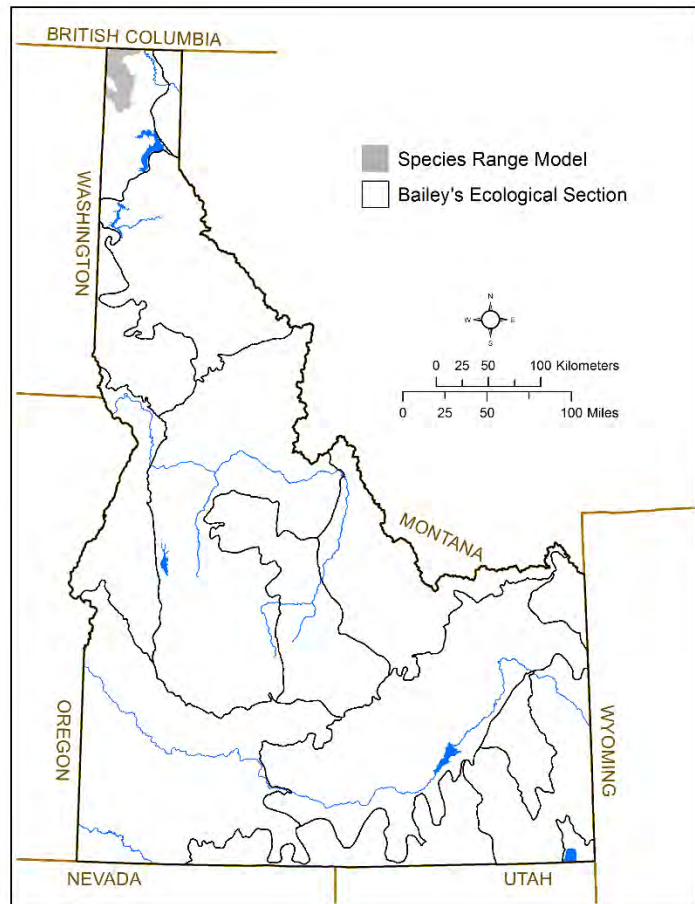 BRITISH COLUMBIA
WASHINGTON
Species Range Model
Bailey's Ecological Section
N
W E
S
0 25 50 100 Kilometers
0 25 50 100 Miles
MONTANA
OREGON
WYOMING
NEVADA
UTAH